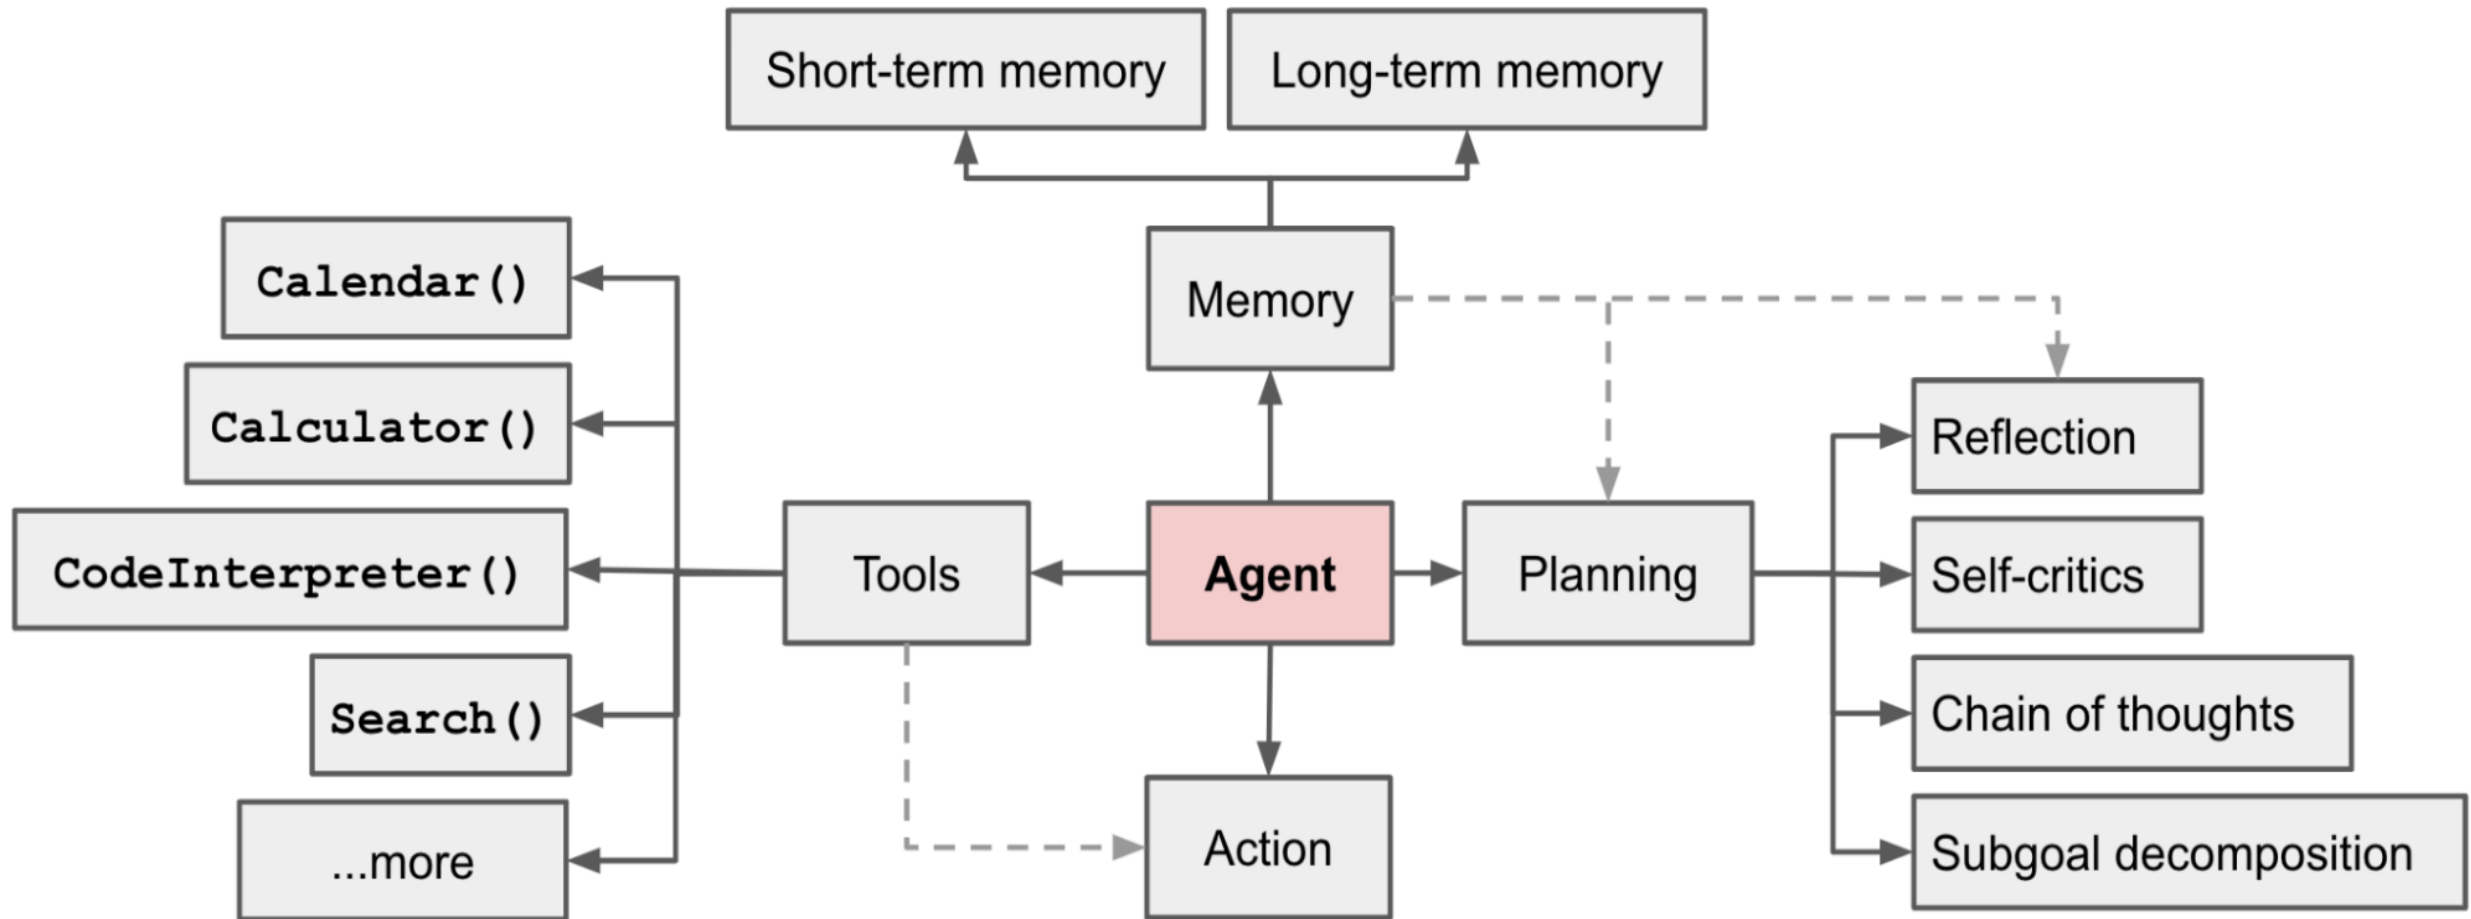 Short-term memory
Long-term memory
Calendar()
Memory
Calculator()
Reflection
CodeInterpreter()
Tools
Agent
Planning
Self-critics
Search()
Chain of thoughts
...more
Action
Subgoal decomposition